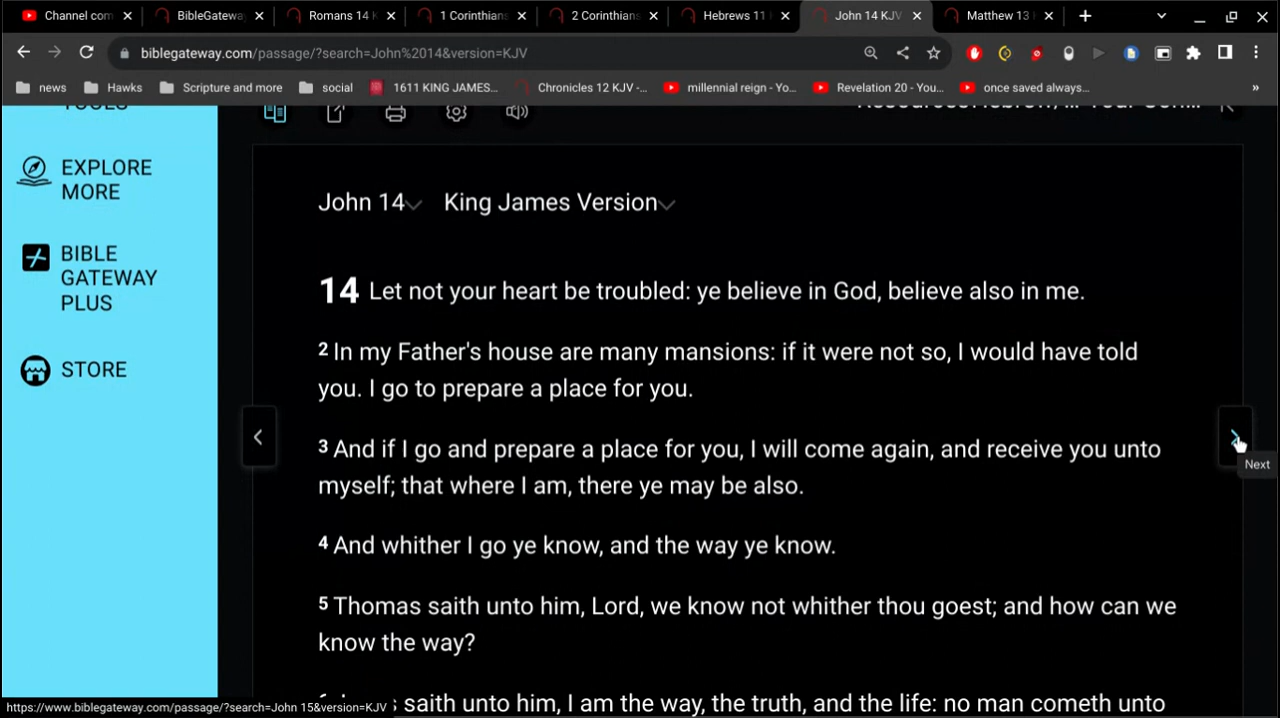 Channel com
BibleGatewa
Romans 14 K
1 Corinthian
2 Corinthian
Hebrews 11
John 14 KJV
Matthew 13
biblegateway.com/passage/?search=John%2014&version=KJV
news
Hawks
Scripture and more
social
1611 KING JAMES...
Chronicles 12 KJV -...
millennial reign - Yo...
Revelation 20 - You...
once saved always...
»
TOOLS
EXPLORE
MORE
BIBLE
GATEWAY
PLUS
STORE
John 14 King James Version
14 Let not your heart be troubled: ye believe in God, believe also in me.
2 In my Father's house are many mansions: if it were not so, I would have told
you. I go to prepare a place for you.
3 And if I go and prepare a place for you, I will come again, and receive you unto
myself; that where I am, there ye may be also.
4 And whither I go ye know, and the way ye know.
5 Thomas saith unto him, Lord, we know not whither thou goest; and how can we
know the way?
saith unto him, I am the way, the truth, and the life: no man cometh unto
Next
https://www.biblegateway.com/passage/?search=John 15&version=KJV